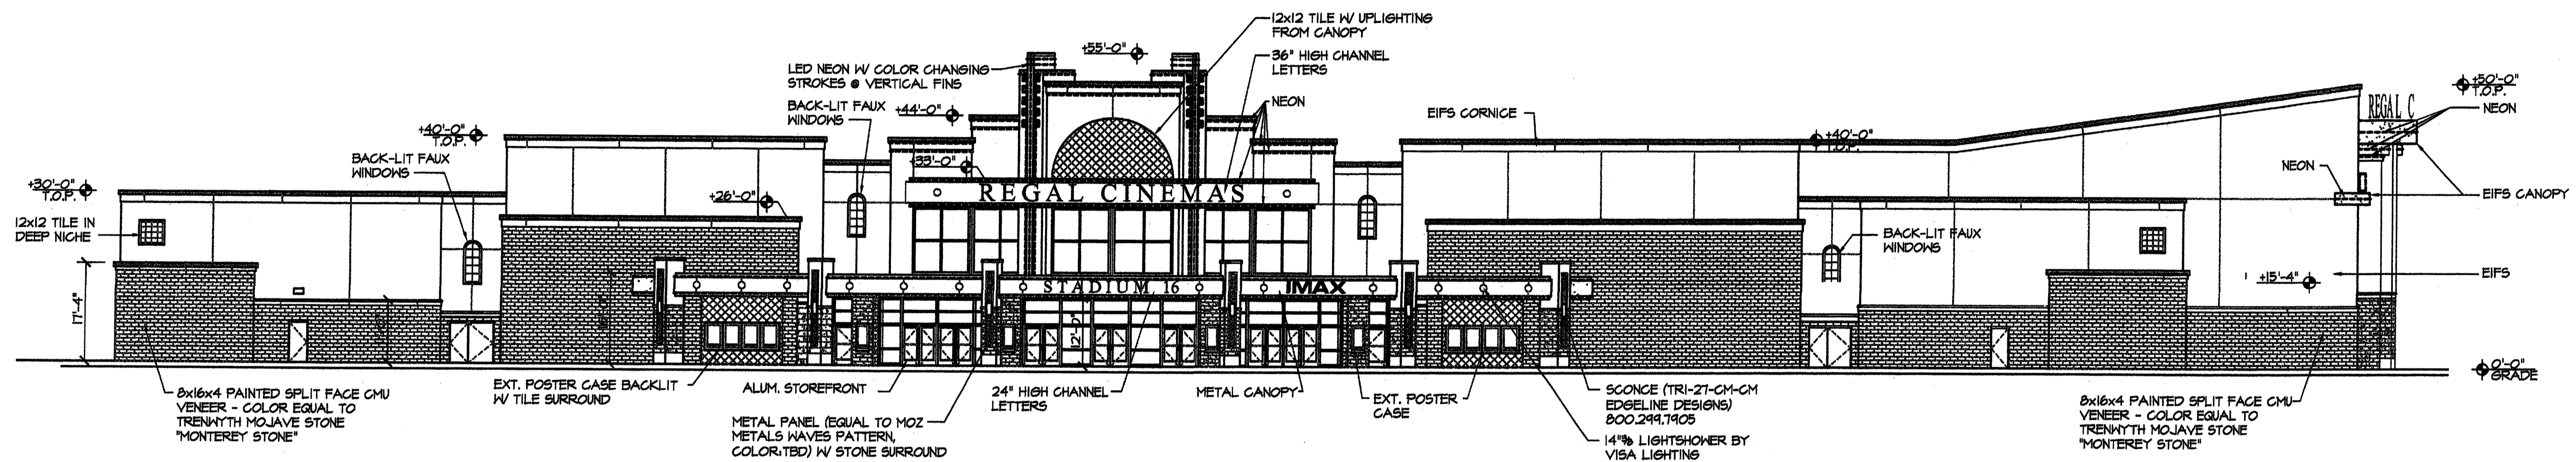 12x12 TILE W/ UPLIGHTING
FROM CANOPY
+55'-0"
36" HIGH CHANNEL
LETTERS
LED NEON W/ COLOR CHANGING
STROKES @ VERTICAL FINS
NEON
BACK-LIT FAUX
WINDOWS
+44'-0"
EIFS CORNICE
+50'-0"
T.O.P.
REGAL C
NEON
+40'-0"
T.O.P.
+40'-0"
T.O.P.
BACK-LIT FAUX
WINDOWS
+33'-0"
NEON
+30'-0"
T.O.P.
REGAL CINEMA'S
EIFS CANOPY
+26'-0"
12x12 TILE IN
DEEP NICHE
BACK-LIT FAUX
WINDOWS
EIFS
+15'-4"
17'-4"
STADIUM 16
IMAX
12'-2"
0'-0"
GRADE
8x16x4 PAINTED SPLIT FACE CMU
VENEER - COLOR EQUAL TO
TRENWYTH MOJAVE STONE
"MONTEREY STONE"
EXT. POSTER CASE BACKLIT
W/ TILE SURROUND
ALUM. STOREFRONT
METAL PANEL (EQUAL TO MOZ
METALS WAVES PATTERN,
COLOR:TBD) W/ STONE SURROUND
24" HIGH CHANNEL
LETTERS
METAL CANOPY
EXT. POSTER
CASE
SCONCE (TRI-27-CM-CM
EDGELINE DESIGNS)
800.299.7905
14" LIGHTSHOWER BY
VISA LIGHTING
8x16x4 PAINTED SPLIT FACE CMU
VENEER - COLOR EQUAL TO
TRENWYTH MOJAVE STONE
"MONTEREY STONE"